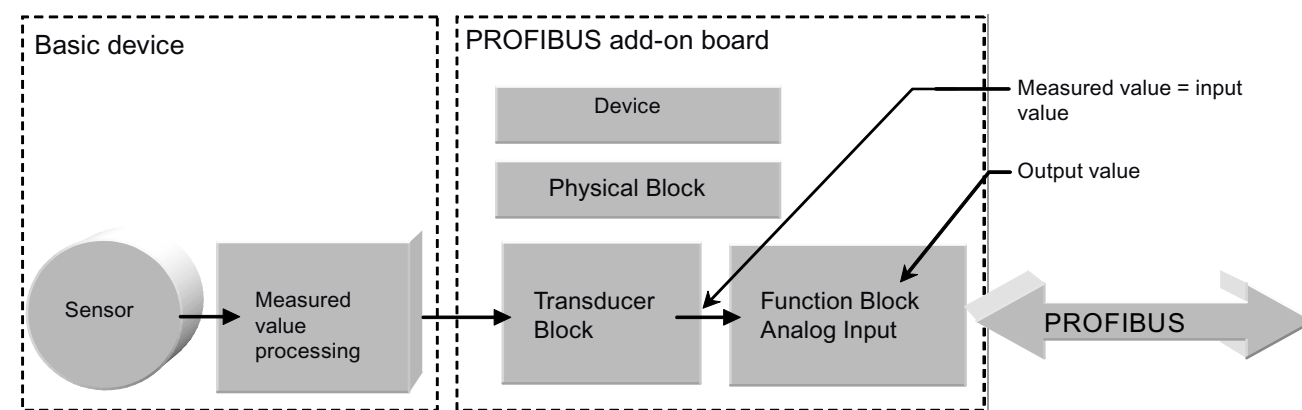 Basic device
PROFIBUS add-on board
Device
Measured value = input
value
Physical Block
Output value
Sensor
Measured
value
processing
Transducer
Block
Function Block
Analog Input
PROFIBUS